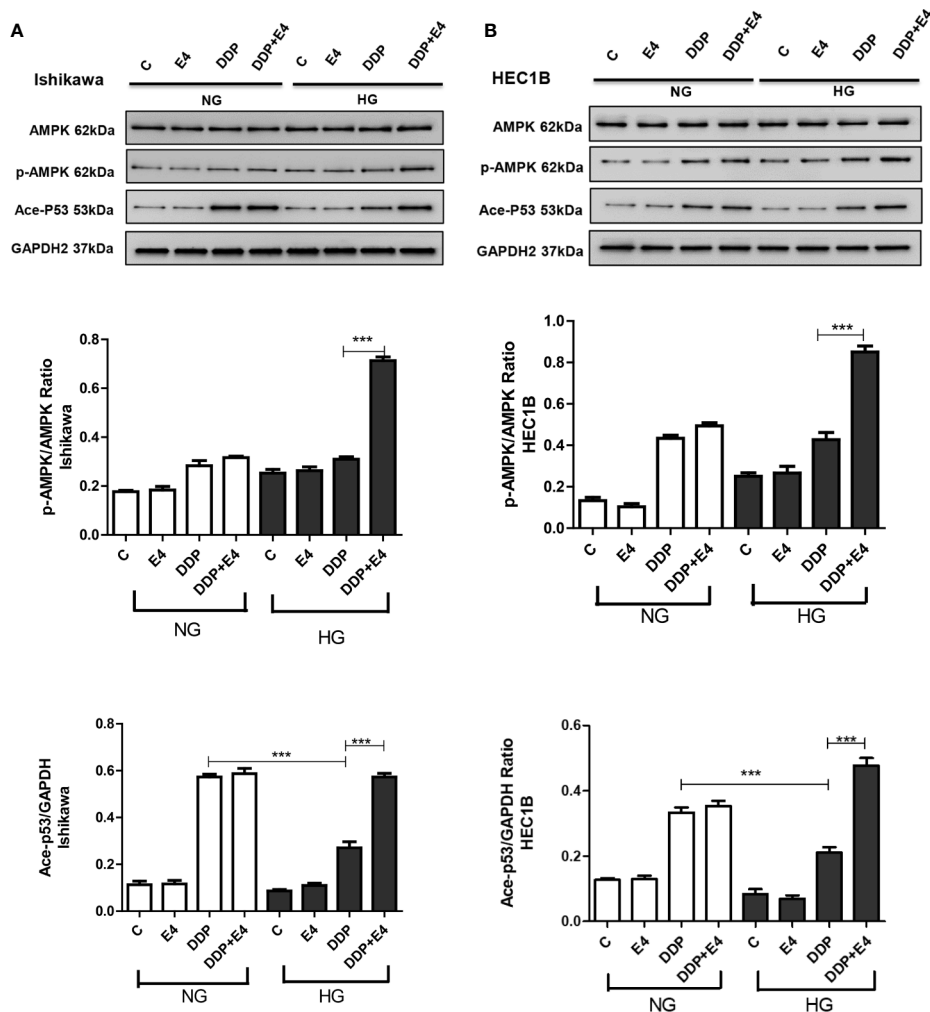 A
C E4 DDP DDP+E4 C E4 DDP DDP+E4
Ishikawa
NG HG
AMPK 62kDa
p-AMPK 62kDa
Ace-P53 53kDa
GAPDH2 37kDa
p-AMPK/AMPK Ratio
Ishikawa
0.8
0.6
0.4
0.2
0.0
***
C E4 DDP DDP+E4 C E4 DDP DDP+E4
NG HG
Ace-p53/GAPDH
Ishikawa
0.8
0.6
0.4
0.2
0.0
*** ***
C E4 DDP DDP+E4 C E4 DDP DDP+E4
NG HG
B
C E4 DDP DDP+E4 C E4 DDP DDP+E4
HEC1B
NG HG
AMPK 62kDa
p-AMPK 62kDa
Ace-P53 53kDa
GAPDH2 37kDa
p-AMPK/AMPK Ratio
HEC1B
1.0
0.8
0.6
0.4
0.2
0.0
***
C E4 DDP DDP+E4 C E4 DDP DDP+E4
NG HG
Ace-p53/GAPDH Ratio
HEC1B
0.6
0.4
0.2
0.0
*** ***
C E4 DDP DDP+E4 C E4 DDP DDP+E4
NG HG